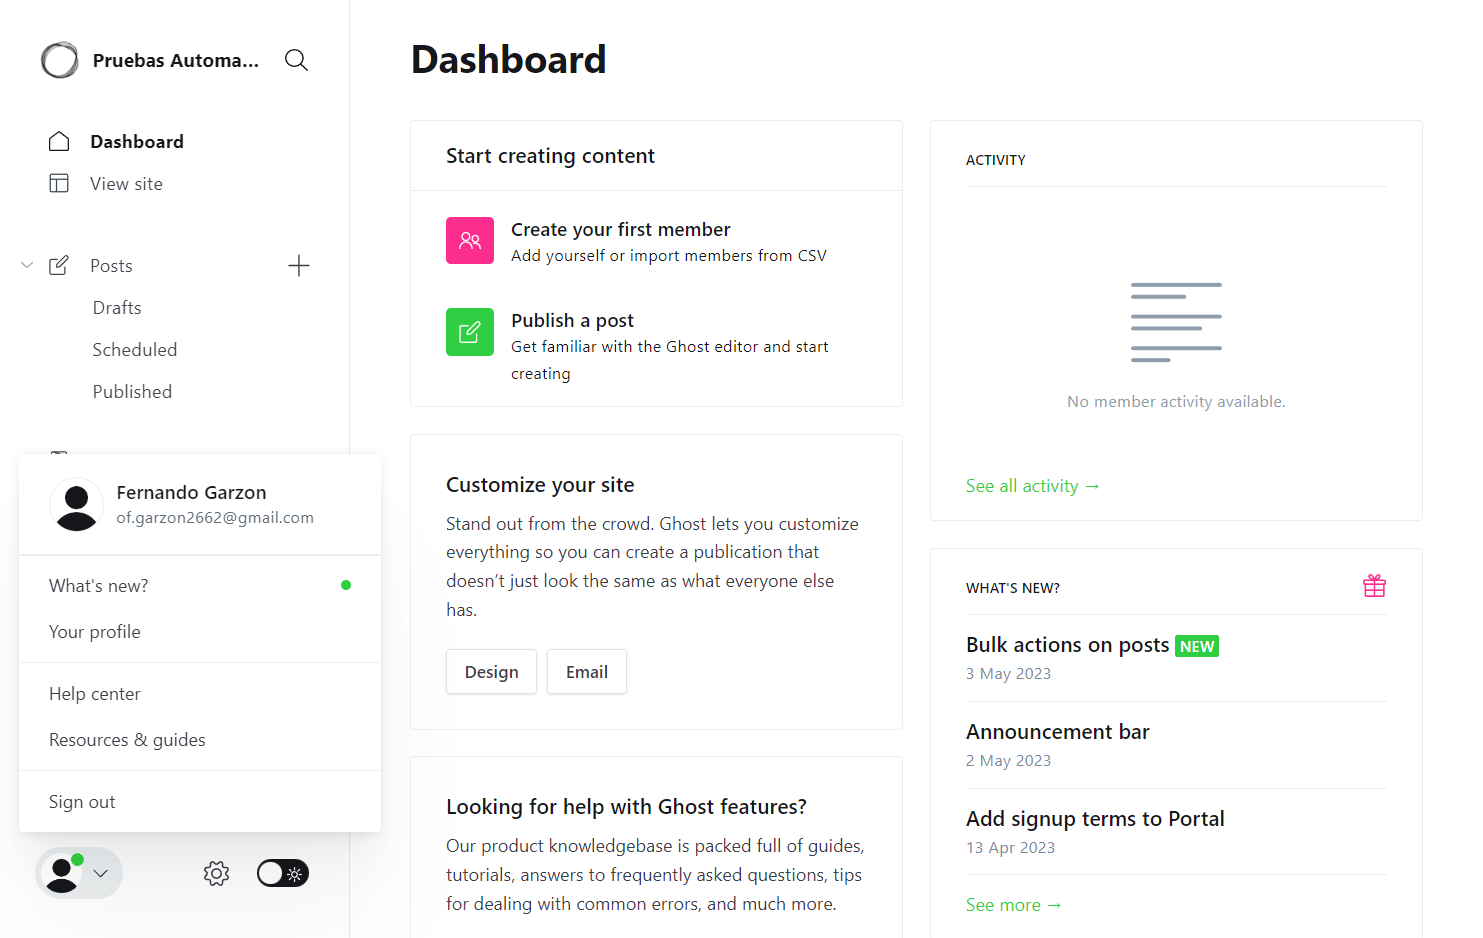 Pruebas Automa...
Dashboard
View site
Posts
Drafts
Scheduled
Published
Fernando Garzon
of.garzon2662@gmail.com
What's new?
Your profile
Help center
Resources & guides
Sign out
Dashboard
Start creating content
Create your first member
Add yourself or import members from CSV
Publish a post
Get familiar with the Ghost editor and start
creating
Customize your site
Stand out from the crowd. Ghost lets you customize
everything so you can create a publication that
doesn’t just look the same as what everyone else
has.
Design
Email
Looking for help with Ghost features?
Our product knowledgebase is packed full of guides,
tutorials, answers to frequently asked questions, tips
for dealing with common errors, and much more.
ACTIVITY
No member activity available.
See all activity →
WHAT'S NEW?
Bulk actions on posts NEW
3 May 2023
Announcement bar
2 May 2023
Add signup terms to Portal
13 Apr 2023
See more →